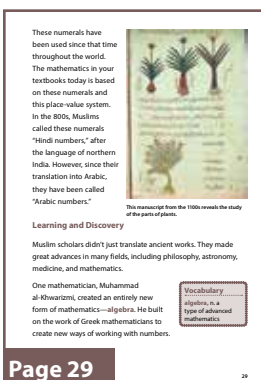 These numerals have
been used since that time
throughout the world.
The mathematics in your
textbooks today is based
on these numerals and
this place-value system.
In the 800s, Muslims
called these numerals
“Hindi numbers,” after
the language of northern
India. However, since their
translation into Arabic,
they have been called
“Arabic numbers.”
This manuscript from the 1100s reveals the study
of the parts of plants.
Learning and Discovery
Muslim scholars didn’t just translate ancient works. They made
great advances in many fields, including philosophy, astronomy,
medicine, and mathematics.
One mathematician, Muhammad
al-Khwarizmi, created an entirely new
form of mathematics—algebra. He built
on the work of Greek mathematicians to
create new ways of working with numbers.
Vocabulary
algebra, n. a
type of advanced
mathematics
29
Page 29